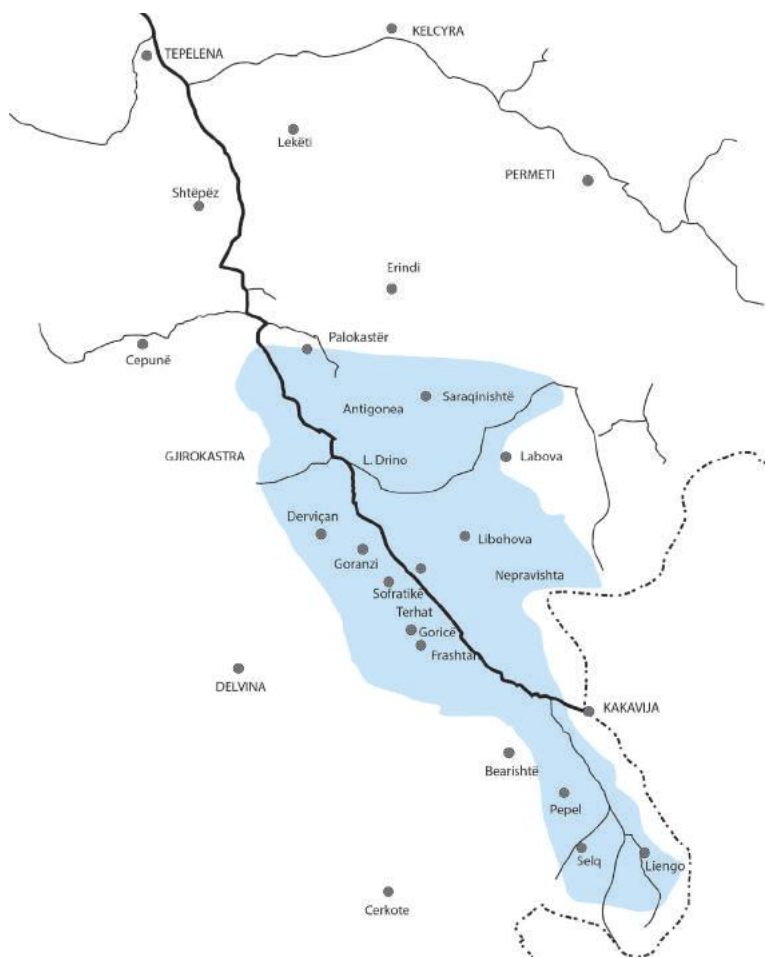 KELCYRA
TEPELENA
Lekëti
PERMETI
Shtëpëz
Erindi
Palokastër
Cepunë
Saraqinishtë
Antigonea
GJIROKASTRA
L. Drino
Labova
Derviçan
Libohova
Goranzi
Nepravishta
Sofratikë
Terhat
Goricë
Frashtan
DELVINA
KAKAVIJA
Bearishtë
Pepel
Selq
Liengo
Cerkote